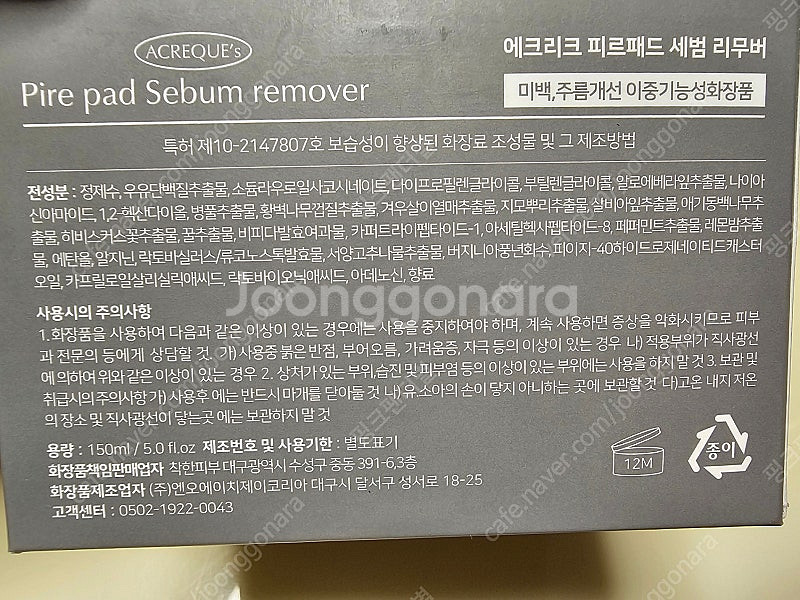 ACREQUE's
Pire pad Sebum remover
에크리크 피르패드 세범 리무버
미백,주름개선 이중기능성화장품
특허 제10-2147807호 보습성이 향상된 화장료 조성물 및 그 제조방법
전성분 : 정제수, 우유단백질추출물, 소듐라우로일사코시네이트, 다이프로필렌글라이콜, 부틸렌글라이콜, 알로에베라잎추출물, 나이아
신아마이드, 1,2-헥산다이올, 병풀추출물, 황벽나무껍질추출물, 겨우살이열매추출물, 지모뿌리추출물, 살비아잎추출물, 애기동백나무추
출물, 히비스커스꽃추출물, 꿀추출물, 비피다발효여과물, 카퍼트라이펩타이드-1, 아세틸헥사펩타이드-8, 페퍼민트추출물, 레몬밤추출
물, 에탄올, 알지닌, 락토바실러스/류코노스톡발효물, 서양고추나물추출물, 버지니아풍년화수, 피이지-40하이드로제네이티드캐스터
오일, 카프릴로일살리실릭애씨드, 락토바이오닉애씨드, 아데노신, 향료
사용시의 주의사항
1.화장품을 사용하여 다음과 같은 이상이 있는 경우에는 사용을 중지하여야 하며, 계속 사용하면 증상을 악화시키므로 피부
과 전문의 등에게 상담할 것. 가) 사용중 붉은 반점, 부어오름, 가려움증, 자극 등의 이상이 있는 경우 나) 적용부위가 직사광선
에 의하여 위와 같은 이상이 있는 경우 2. 상처가 있는 부위,습진 및 피부염 등의 이상이 있는 부위에는 사용을 하지 말 것 3. 보관 및
취급시의 주의사항 가) 사용후 에는 반드시 마개를 닫아둘 것 나) 유·소아의 손이 닿지 아니하는 곳에 보관할 것 다)고온 내지 저온
의 장소 및 직사광선이 닿는곳 에는 보관하지 말 것
용량 : 150ml / 5.0 fl.oz 제조번호 및 사용기한 : 별도표기
화장품책임판매업자 착한피부 대구광역시 수성구 중동 391-6,3층
화장품제조업자 (주)엔오에이치제이코리아 대구시 달서구 성서로 18-25
고객센터 : 0502-1922-0043
12M
종이
Joonggonara
cafe.naver.com/joonggonara